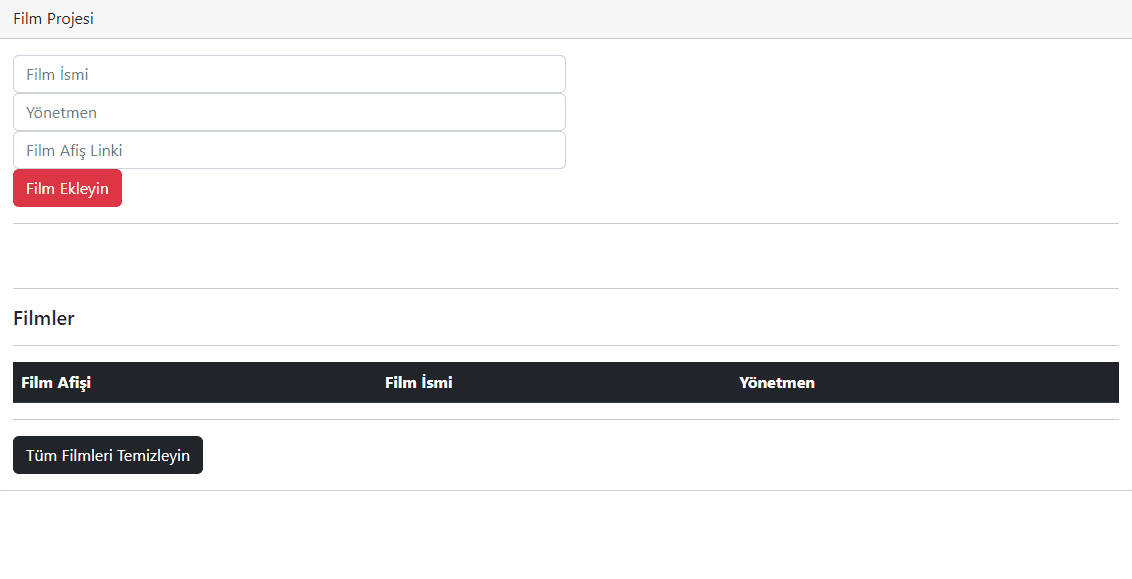 Film Projesi
Film İsmi
Yönetmen
Film Afiş Linki
Film Ekleyin
Filmler
Film Afişi Film İsmi Yönetmen
Tüm Filmleri Temizleyin